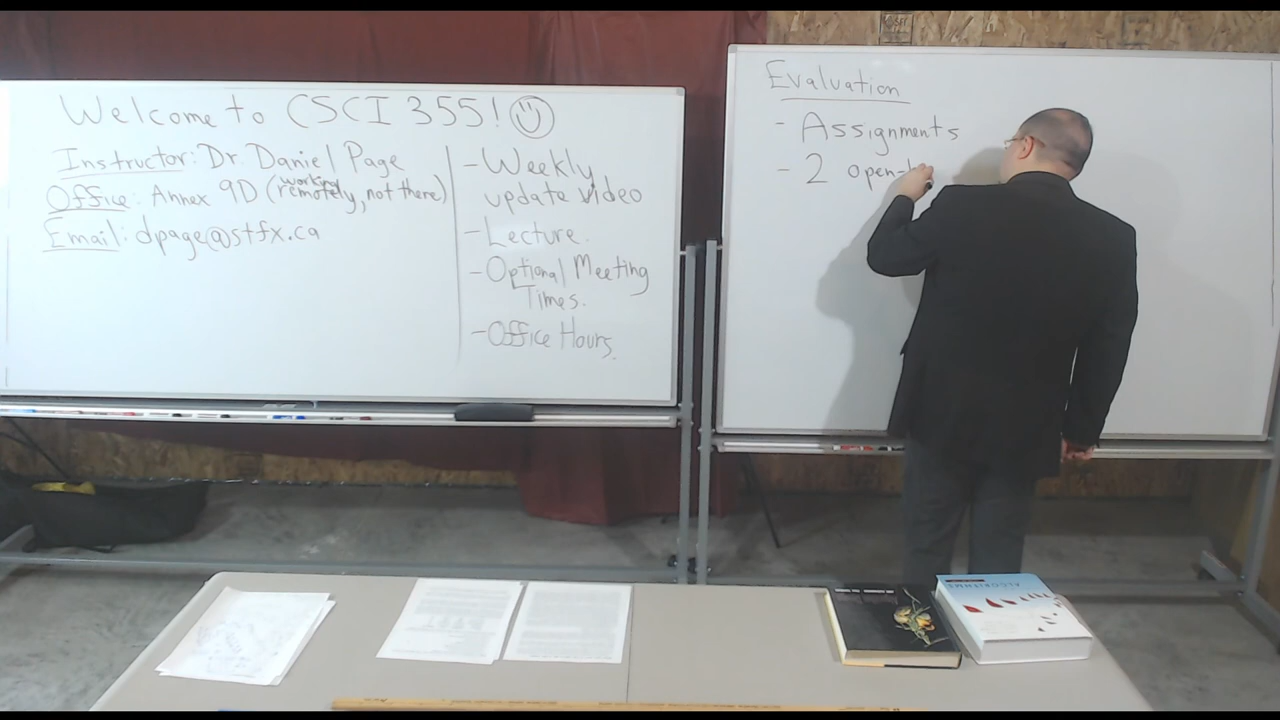 Welcome to CSCI 355!
Instructor: Dr. Daniel Page
Office: Annex 9D (working remotely, not there)
Email: dpage@stfx.ca
- Weekly
update video
- Lecture.
- Optional Meeting
Times.
- Office Hours.
Evaluation
- Assignments
- 2 open-
ALGORITHMS